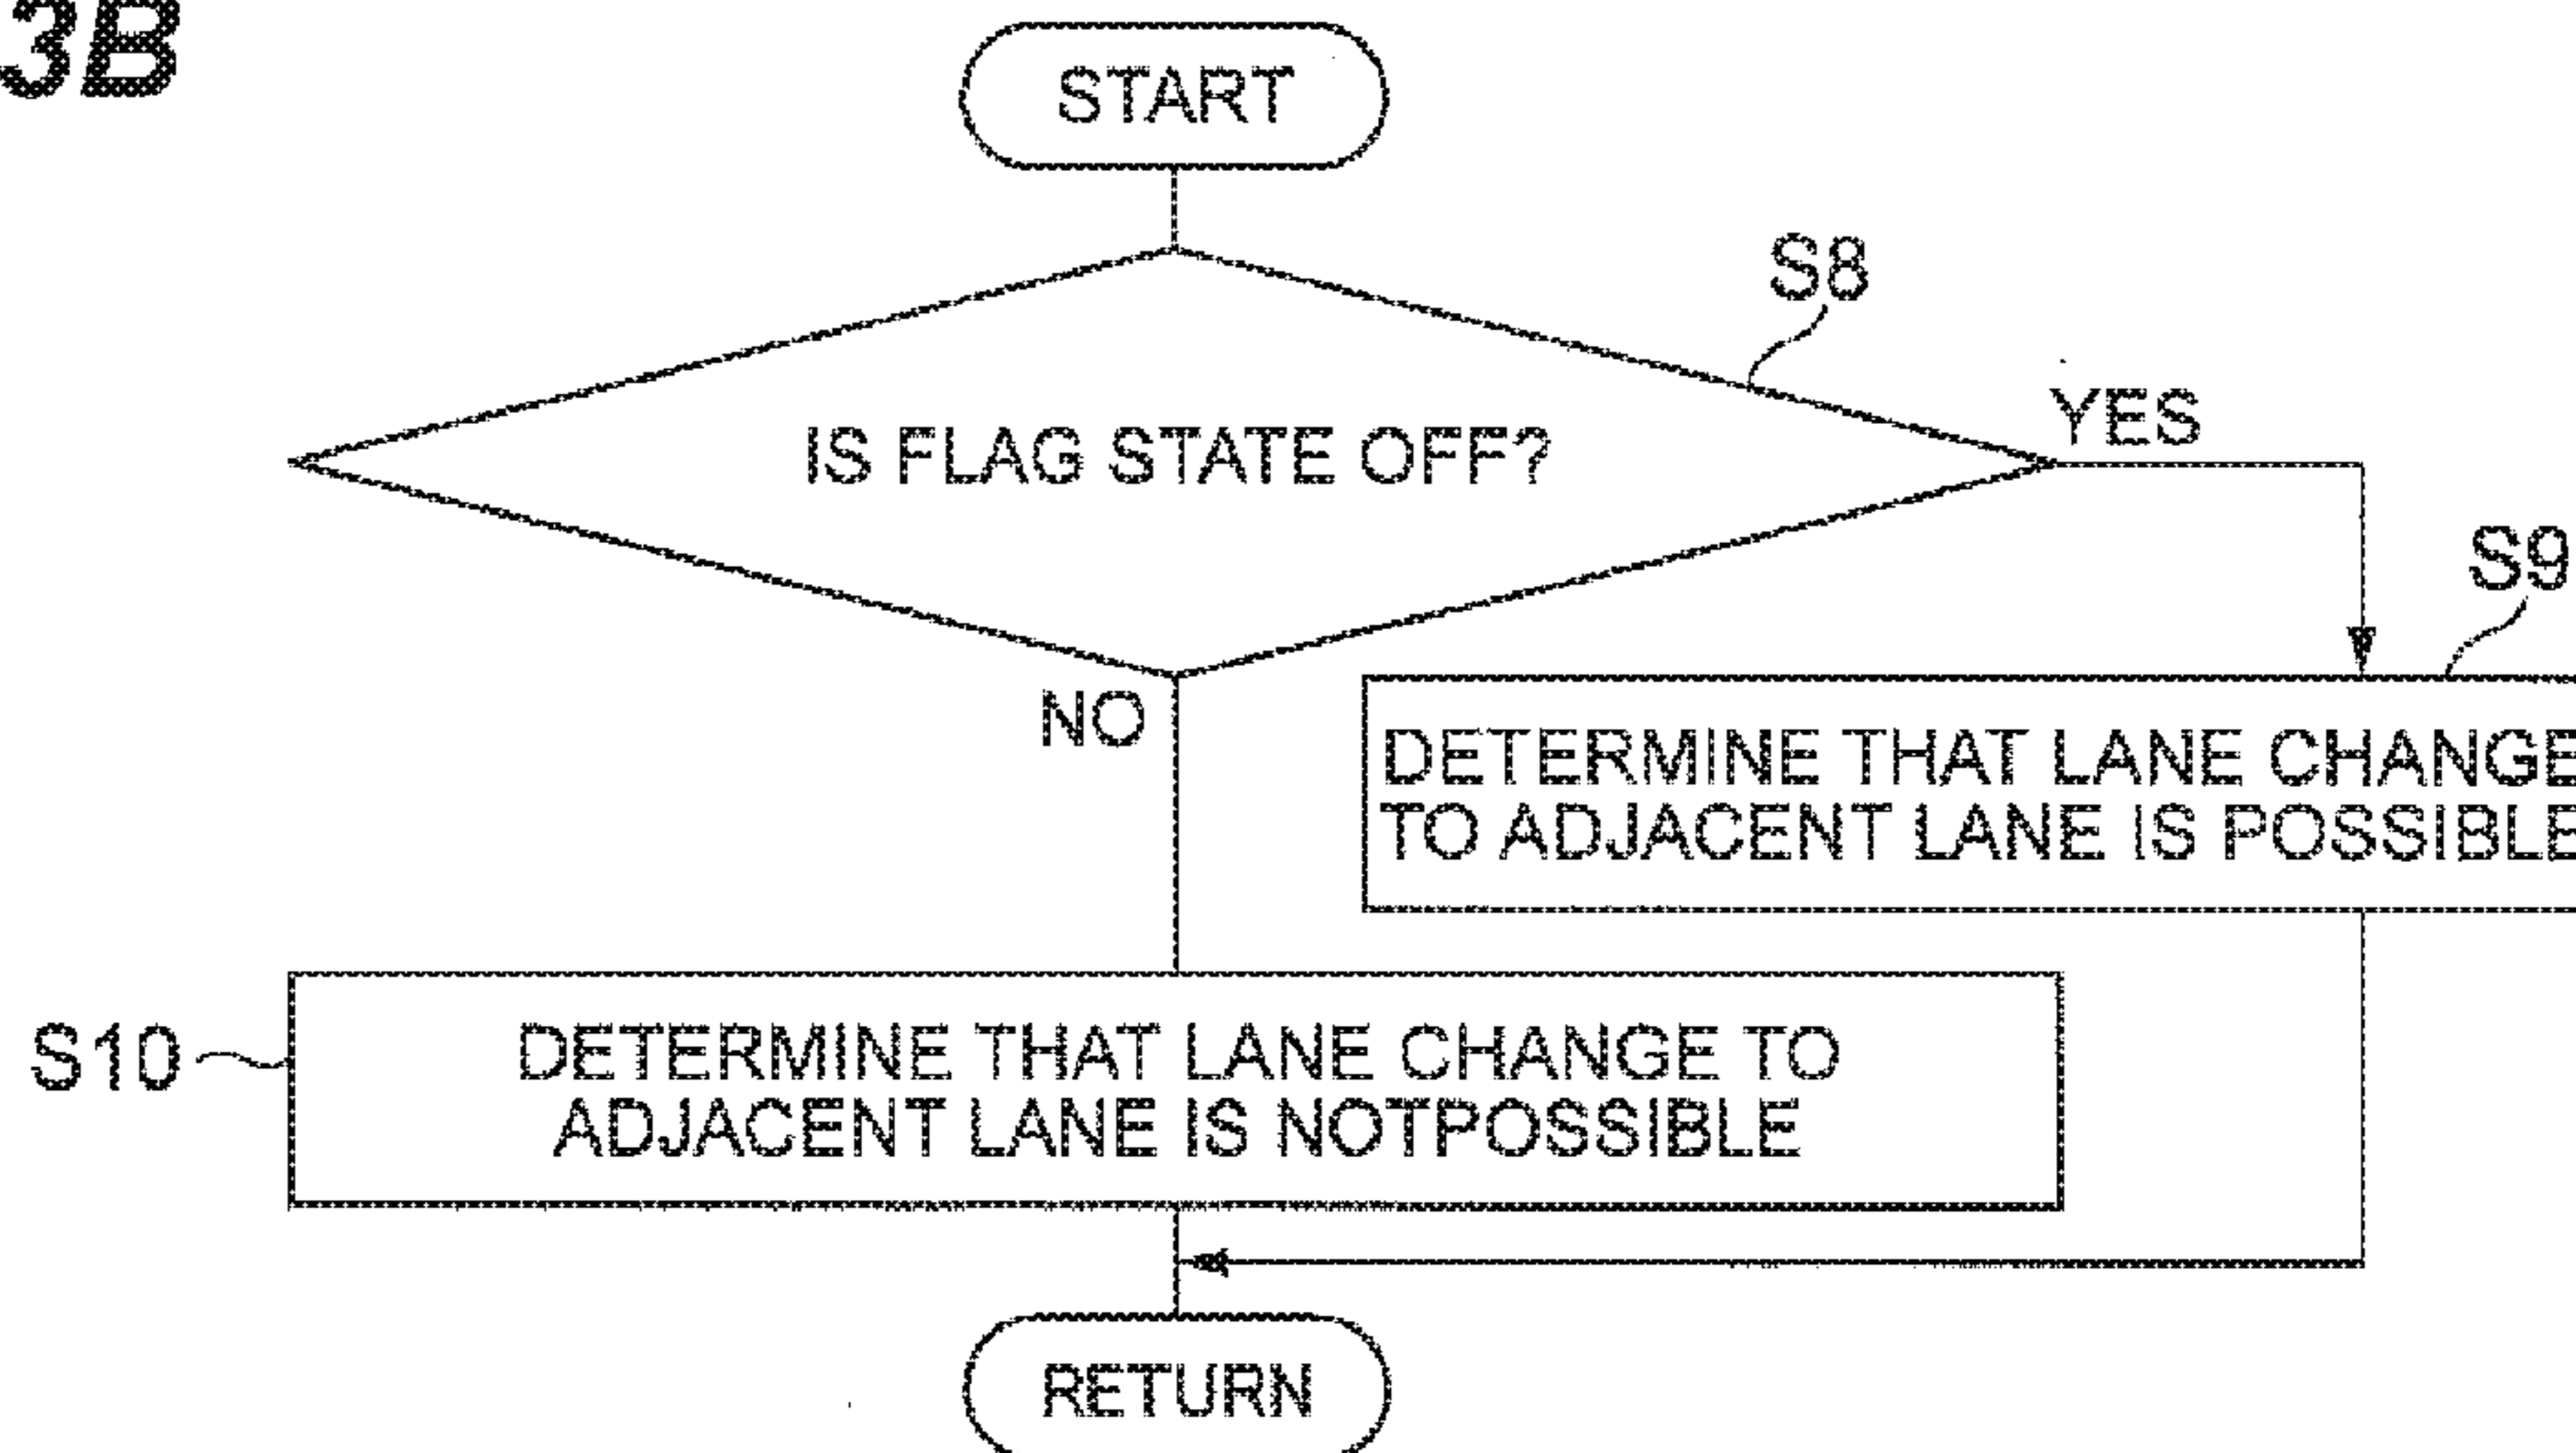 3B
START
S8
IS FLAG STATE OFF?
YES
S9
NO
DETERMINE THAT LANE CHANGE
TO ADJACENT LANE IS POSSIBLE
S10
DETERMINE THAT LANE CHANGE TO
ADJACENT LANE IS NOTPOSSIBLE
RETURN